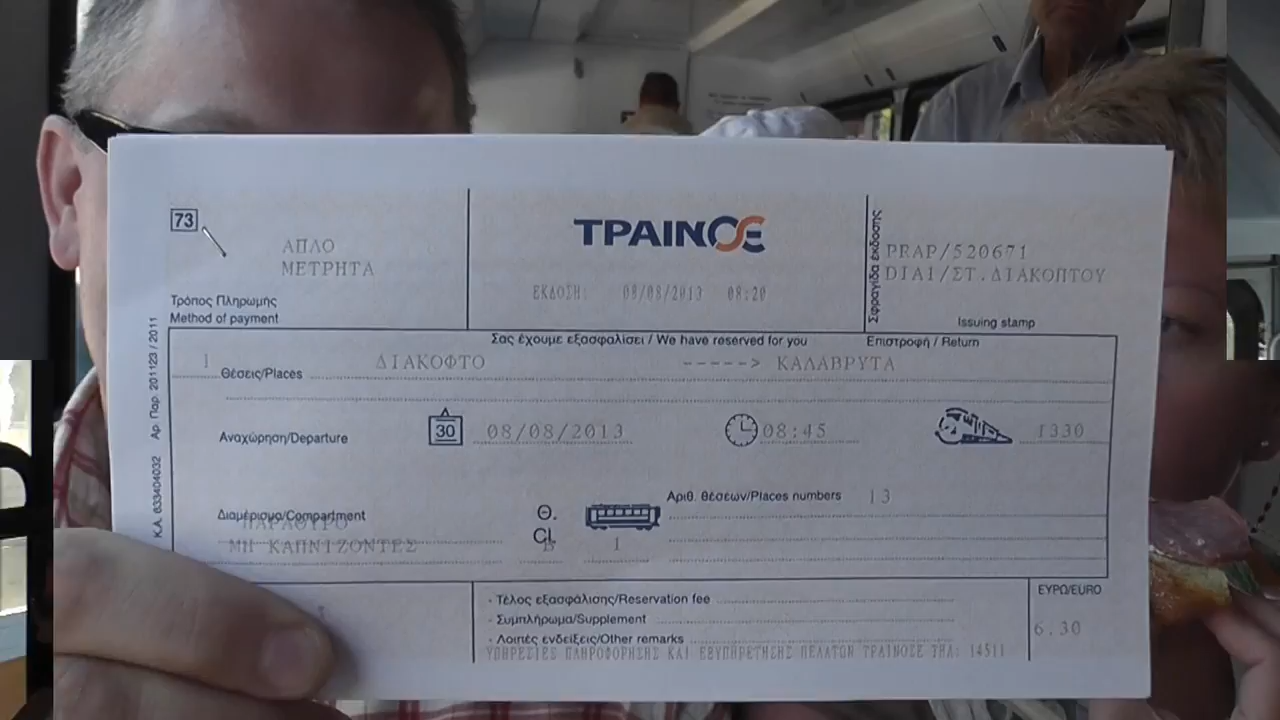 73
ΑΠΛΟ
ΜΕΤΡΗΤΑ
Τρόπος Πληρωμής
Method of payment
ΤΡΑΙΝΟΣΕ
ΕΚΔΟΣΗ: 08/08/2013 08:20
Σφραγίδα έκδοσης
PRAP/520671
DIA1/ΣΤ.ΔΙΑΚΟΠΤΟΥ
Issuing stamp
Κ.Α. 633404032 Αρ. Παρ. 201123 / 2011
Σας έχουμε εξασφαλίσει / We have reserved for you
Επιστροφή / Return
1 Θέσεις/Places ΔΙΑΚΟΦΤΟ -----> ΚΑΛΑΒΡΥΤΑ
Αναχώρηση/Departure 30 08/08/2013 08:45 1330
Αριθ. θέσεων/Places numbers 13
Διαμέρισμα/Compartment Θ.
ΠΑΡΑΘΥΡΟ
CL
ΜΗ ΚΑΠΝΙΖΟΝΤΕΣ B 1
- Τέλος εξασφάλισης/Reservation fee
ΕΥΡΩ/EURO
- Συμπλήρωμα/Supplement
6.30
- Λοιπές ενδείξεις/Other remarks
ΥΠΗΡΕΣΙΕΣ ΠΛΗΡΟΦΟΡΗΣΗΣ ΚΑΙ ΕΞΥΠΗΡΕΤΗΣΗΣ ΠΕΛΑΤΩΝ ΤΡΑΙΝΟΣΕ ΤΗΛ: 14511